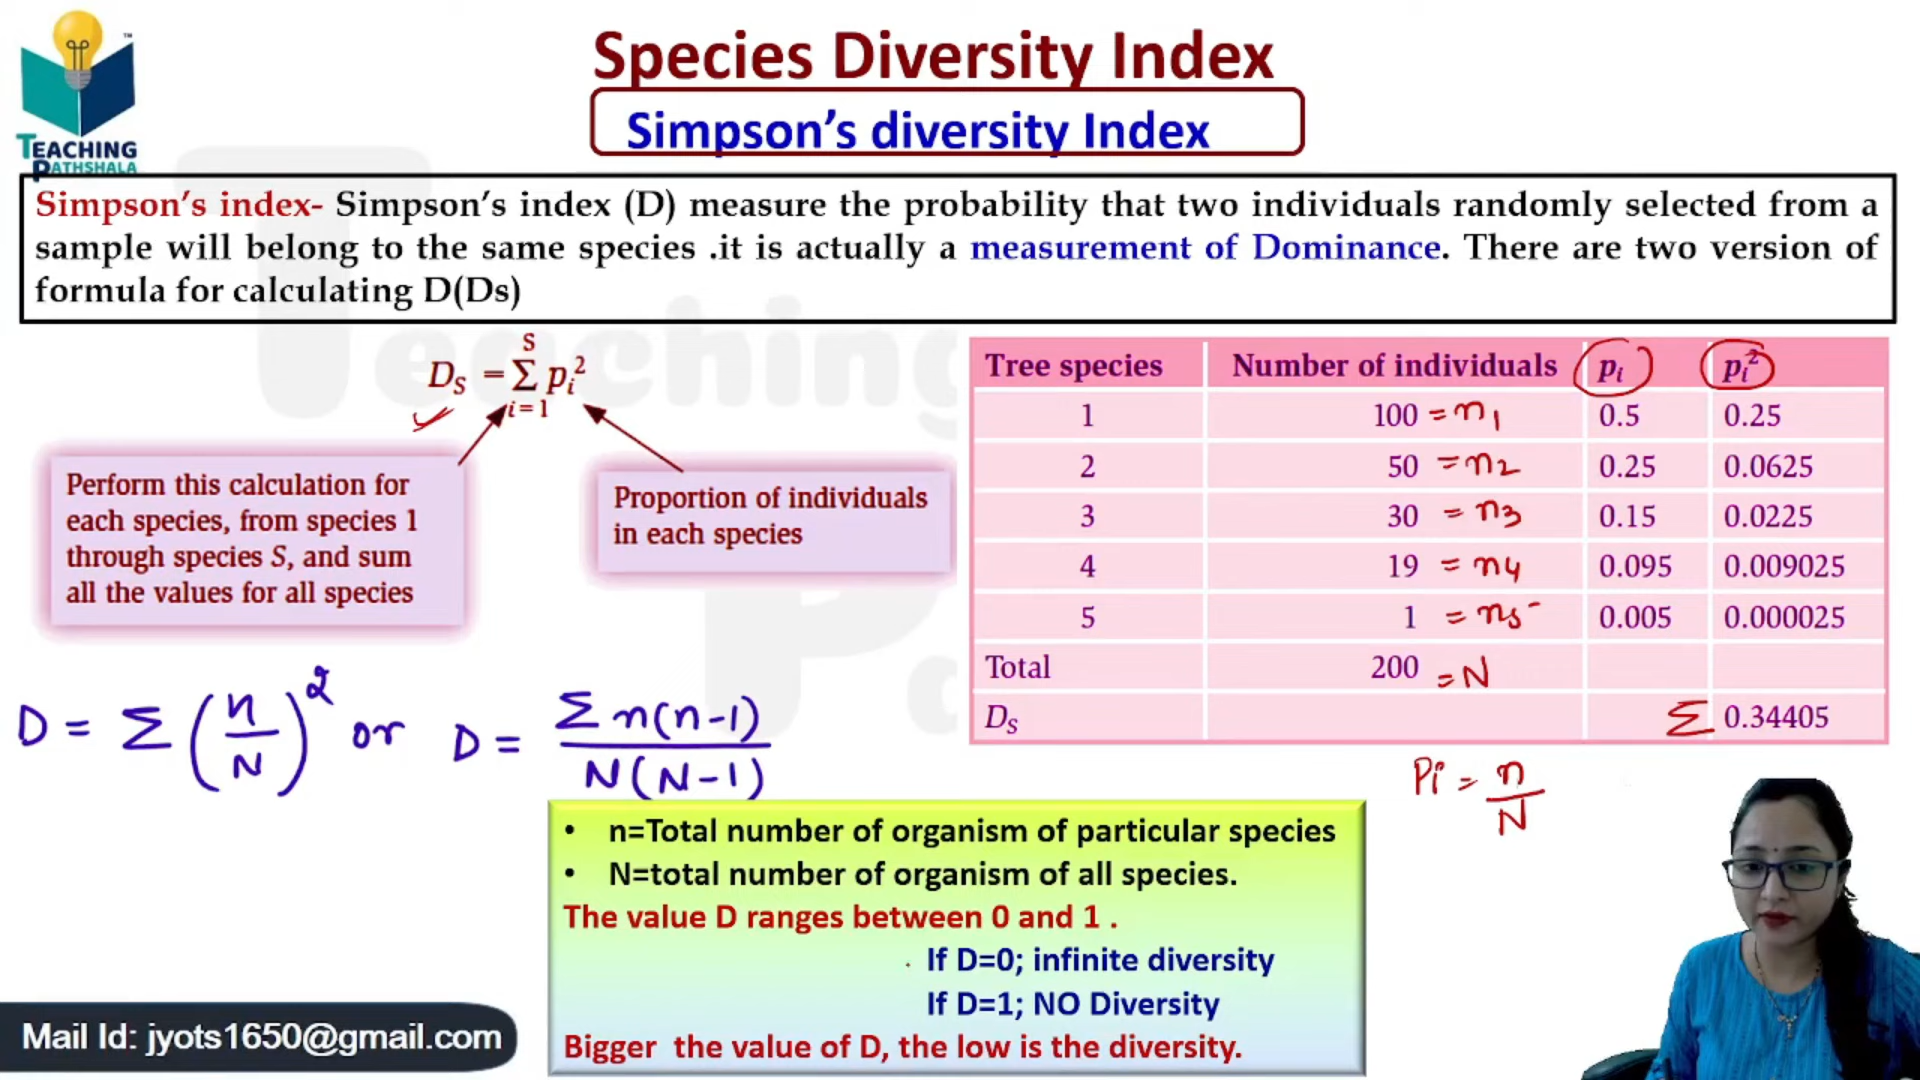 TEACHING
PATHSHALA
TM
Species Diversity Index
Simpson's diversity Index
Simpson's index- Simpson's index (D) measure the probability that two individuals randomly selected from a
sample will belong to the same species .it is actually a measurement of Dominance. There are two version of
formula for calculating D(Ds)
D_S = Σ_{i=1}^{S} p_i²
Perform this calculation for
each species, from species 1
through species S, and sum
all the values for all species
Proportion of individuals
in each species
D = Σ (n/N)² or D = Σ n(n-1) / N(N-1)
Tree species Number of individuals p_i p_i²
1 100 = n1 0.5 0.25
2 50 = n2 0.25 0.0625
3 30 = n3 0.15 0.0225
4 19 = n4 0.095 0.009025
5 1 = n5 0.005 0.000025
Total 200 = N
D_S Σ 0.34405
Pi = n/N
• n=Total number of organism of particular species
• N=total number of organism of all species.
The value D ranges between 0 and 1 .
If D=0; infinite diversity
If D=1; NO Diversity
Bigger the value of D, the low is the diversity.
Mail Id: jyots1650@gmail.com